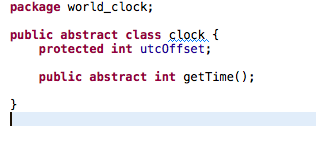 package world_clock;
public abstract class clock {
protected int utcOffset;
public abstract int getTime();
}